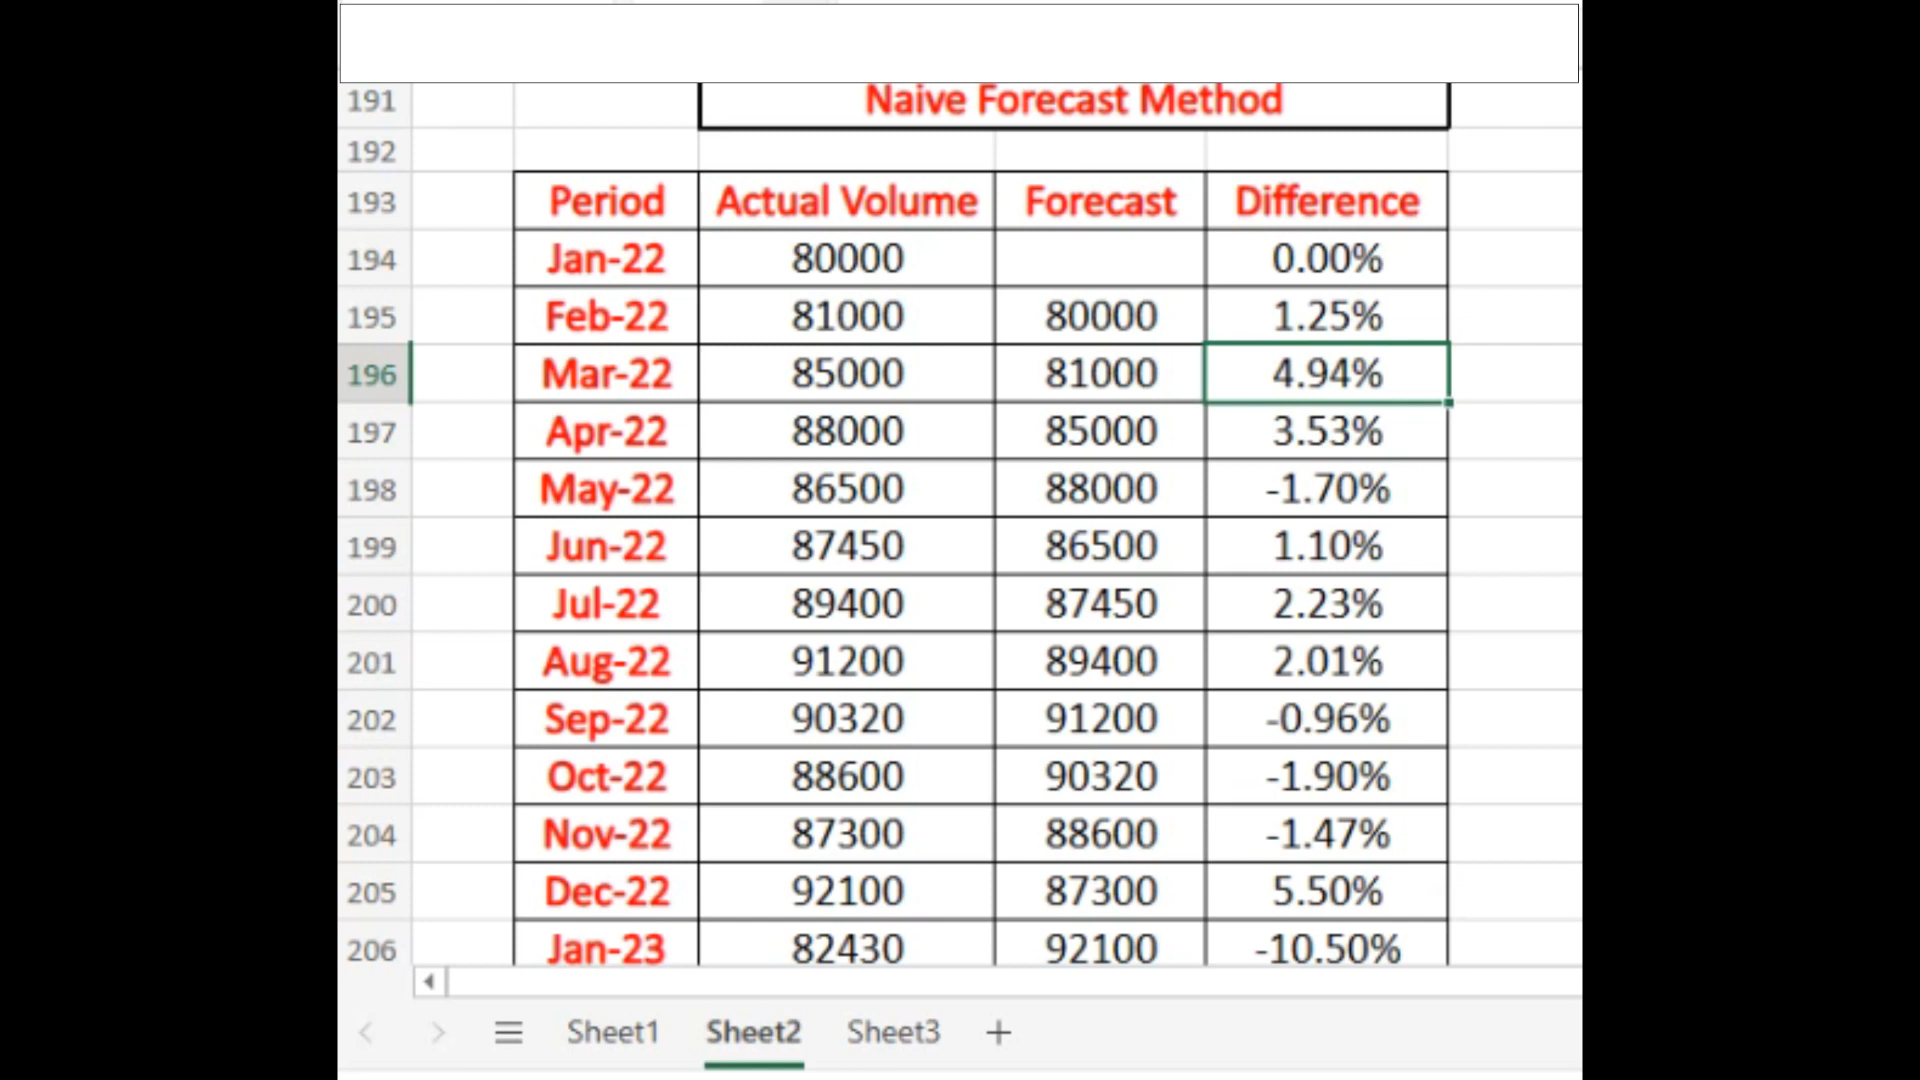 191 Naive Forecast Method
192
193 Period Actual Volume Forecast Difference
194 Jan-22 80000 0.00%
195 Feb-22 81000 80000 1.25%
196 Mar-22 85000 81000 4.94%
197 Apr-22 88000 85000 3.53%
198 May-22 86500 88000 -1.70%
199 Jun-22 87450 86500 1.10%
200 Jul-22 89400 87450 2.23%
201 Aug-22 91200 89400 2.01%
202 Sep-22 90320 91200 -0.96%
203 Oct-22 88600 90320 -1.90%
204 Nov-22 87300 88600 -1.47%
205 Dec-22 92100 87300 5.50%
206 Jan-23 82430 92100 -10.50%
Sheet1 Sheet2 Sheet3